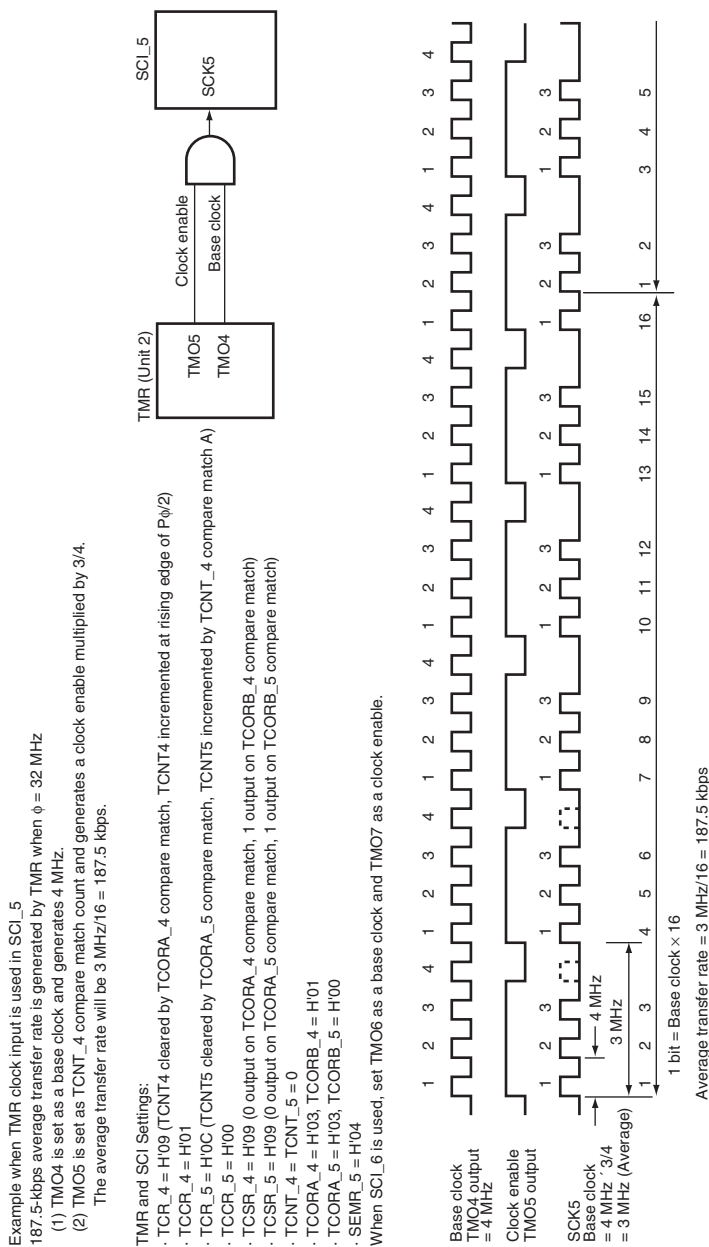 Example when TMR clock input is used in SCI_5
187.5-kbps average transfer rate is generated by TMR when ϕ = 32 MHz
(1) TMO4 is set as a base clock and generates 4 MHz.
(2) TMO5 is set as TCNT_4 compare match count and generates a clock enable multiplied by 3/4.
The average transfer rate will be 3 MHz/16 = 187.5 kbps.
TMR and SCI Settings:
· TCR_4 = H'09 (TCNT4 cleared by TCORA_4 compare match, TCNT4 incremented at rising edge of Pϕ/2)
· TCCR_4 = H'01
· TCR_5 = H'0C (TCNT5 cleared by TCORA_5 compare match, TCNT5 incremented by TCNT_4 compare match A)
· TCCR_5 = H'00
· TCSR_4 = H'09 (0 output on TCORA_4 compare match, 1 output on TCORB_4 compare match)
· TCSR_5 = H'09 (0 output on TCORA_5 compare match, 1 output on TCORB_5 compare match)
· TCNT_4 = TCNT_5 = 0
· TCORA_4 = H'03, TCORB_4 = H'01
· TCORA_5 = H'03, TCORB_5 = H'00
· SEMR_5 = H'04
When SCI_6 is used, set TMO6 as a base clock and TMO7 as a clock enable.
TMR (Unit 2)
TMO5
TMO4
Clock enable
Base clock
SCI_5
SCK5
Base clock
TMO4 output
= 4 MHz
1 2 3 4 1 2 3 4 1 2 3 4 1 2 3 4 1 2 3 4 1 2 3 4 1 2 3 4
Clock enable
TMO5 output
SCK5
Base clock
= 4 MHz ´ 3/4
= 3 MHz (Average)
1 2 3 1 2 3 1 2 3 1 2 3 1 2 3 1 2 3 1 2 3
4 MHz
3 MHz
1 2 3 4 5 6 7 8 9 10 11 12 13 14 15 16 1 2 3 4 5
1 bit = Base clock × 16
Average transfer rate = 3 MHz/16 = 187.5 kbps